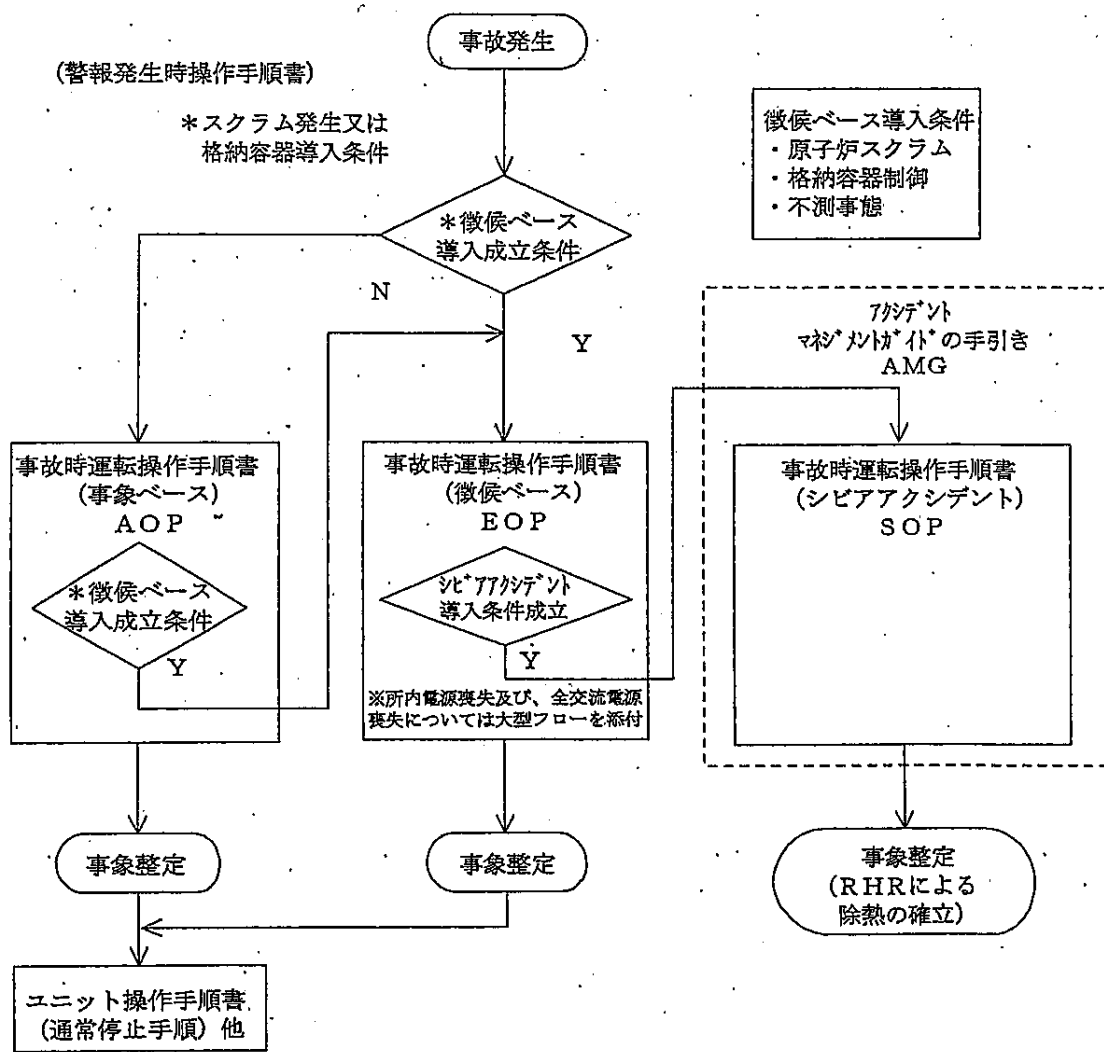 事故発生
(警報発生時操作手順書)
＊スクラム発生又は
格納容器導入条件
徴候ベース導入条件
・原子炉スクラム
・格納容器制御
・不測事態
＊徴候ベース
導入成立条件
N
Y
アクシデント
マネジメントガイドの手引き
AMG
事故時運転操作手順書
(事象ベース)
AOP
＊徴候ベース
導入成立条件
Y
事故時運転操作手順書
(徴候ベース)
EOP
シビアアクシデント
導入条件成立
Y
※所内電源喪失及び、全交流電源
喪失については大型フローを添付
事故時運転操作手順書
(シビアアクシデント)
SOP
事象整定
事象整定
事象整定
(RHRによる
除熱の確立)
ユニット操作手順書
(通常停止手順)他